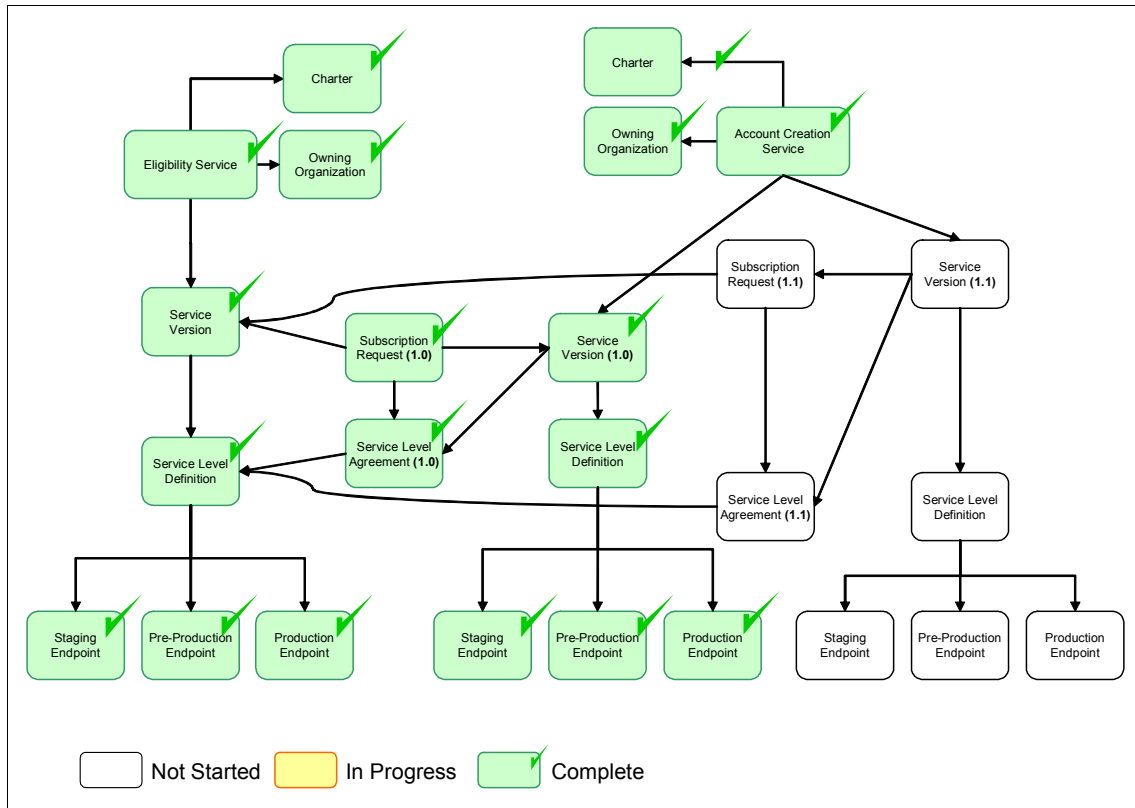 Charter
Charter
Eligibility Service
Owning
Organization
Owning
Organization
Account Creation
Service
Subscription
Request (1.1)
Service
Version (1.1)
Service
Version
Subscription
Request (1.0)
Service
Version (1.0)
Service Level
Definition
Service Level
Agreement (1.0)
Service Level
Definition
Service Level
Agreement (1.1)
Service Level
Definition
Staging
Endpoint
Pre-Production
Endpoint
Production
Endpoint
Staging
Endpoint
Pre-Production
Endpoint
Production
Endpoint
Staging
Endpoint
Pre-Production
Endpoint
Production
Endpoint
Not Started
In Progress
Complete